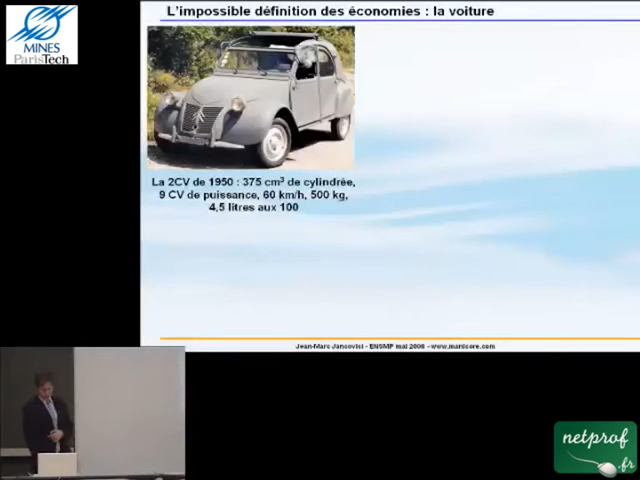 L'impossible définition des économies : la voiture
MINES
ParisTech
La 2CV de 1950 : 375 cm³ de cylindrée,
9 CV de puissance, 60 km/h, 500 kg,
4,5 litres aux 100
Jean-Marc Jancovici - ENSMP mai 2008 - www.manicore.com
netprof
.fr